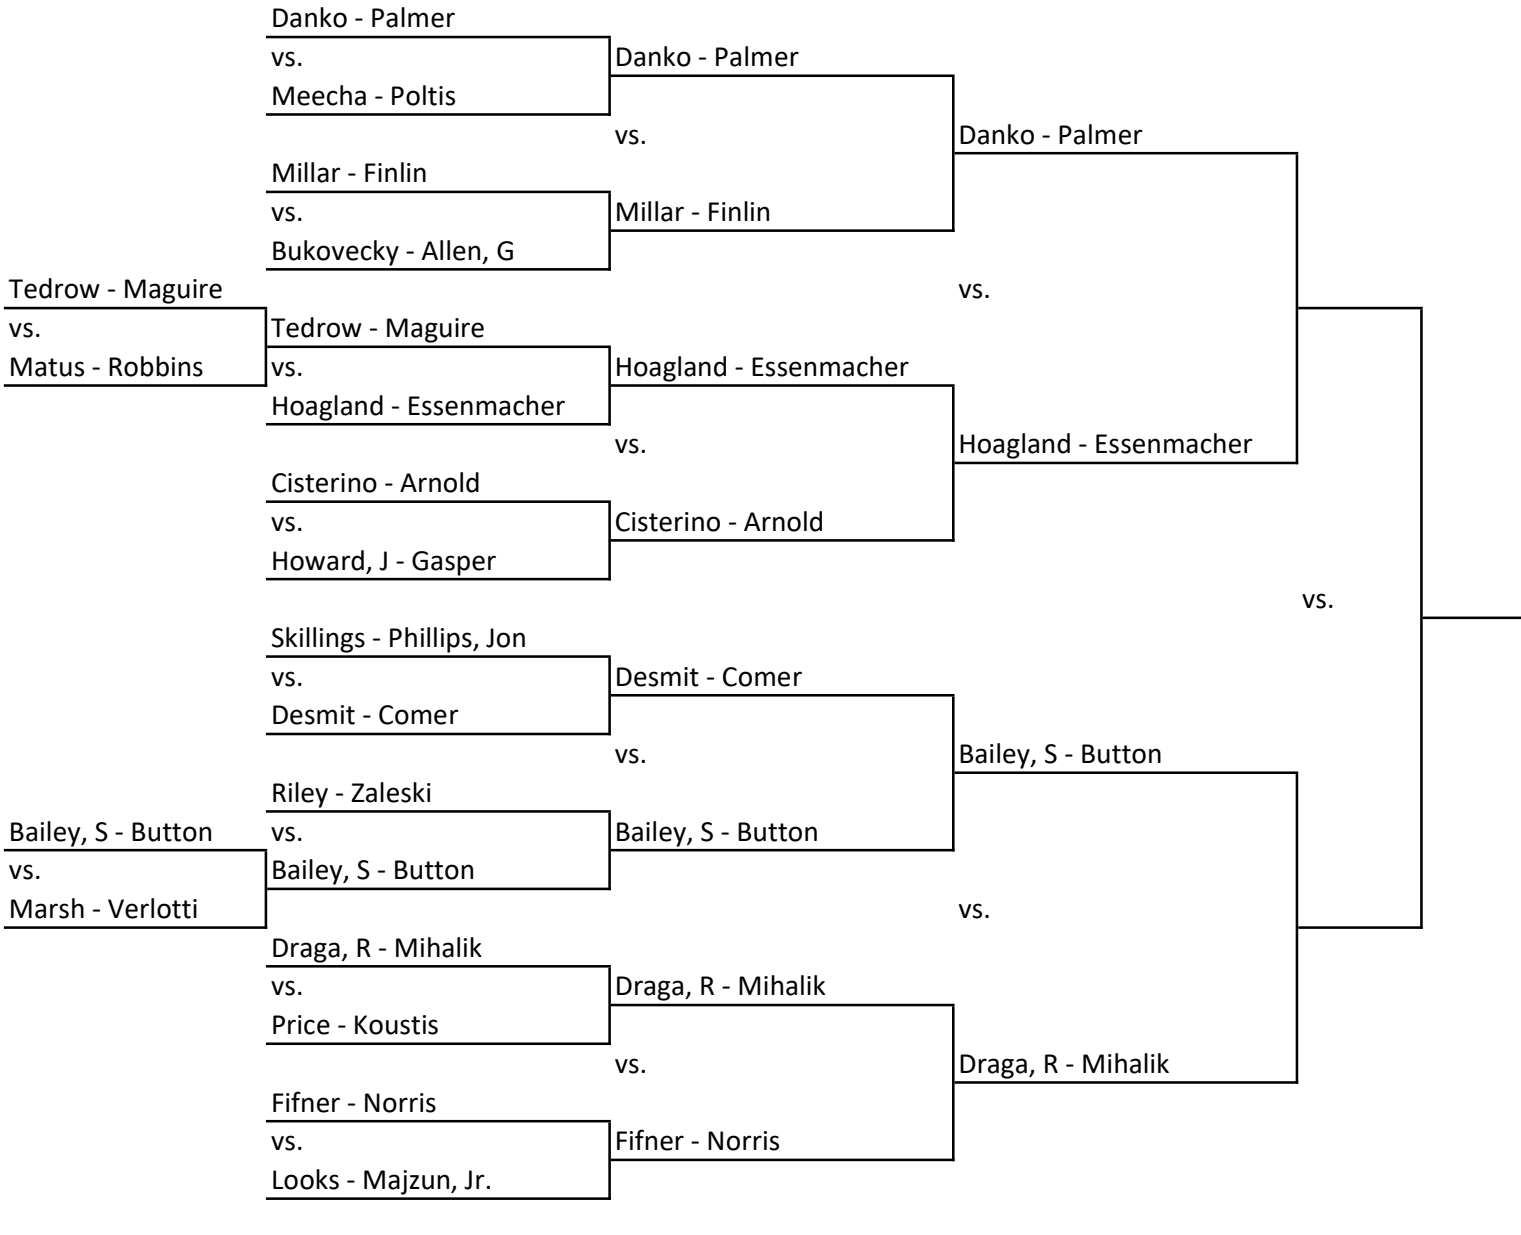 Tedrow - Maguire
vs.
Matus - Robbins
Bailey, S - Button
vs.
Marsh - Verlotti
Danko - Palmer
vs.
Meecha - Poltis
Millar - Finlin
vs.
Bukovecky - Allen, G
Tedrow - Maguire
vs.
Hoagland - Essenmacher
Cisterino - Arnold
vs.
Howard, J - Gasper
Skillings - Phillips, Jon
vs.
Desmit - Comer
Riley - Zaleski
vs.
Bailey, S - Button
Draga, R - Mihalik
vs.
Price - Koustis
Fifner - Norris
vs.
Looks - Majzun, Jr.
Danko - Palmer
vs.
Millar - Finlin
Hoagland - Essenmacher
vs.
Cisterino - Arnold
Desmit - Comer
vs.
Bailey, S - Button
Draga, R - Mihalik
vs.
Fifner - Norris
Danko - Palmer
vs.
Hoagland - Essenmacher
Bailey, S - Button
vs.
Draga, R - Mihalik
vs.